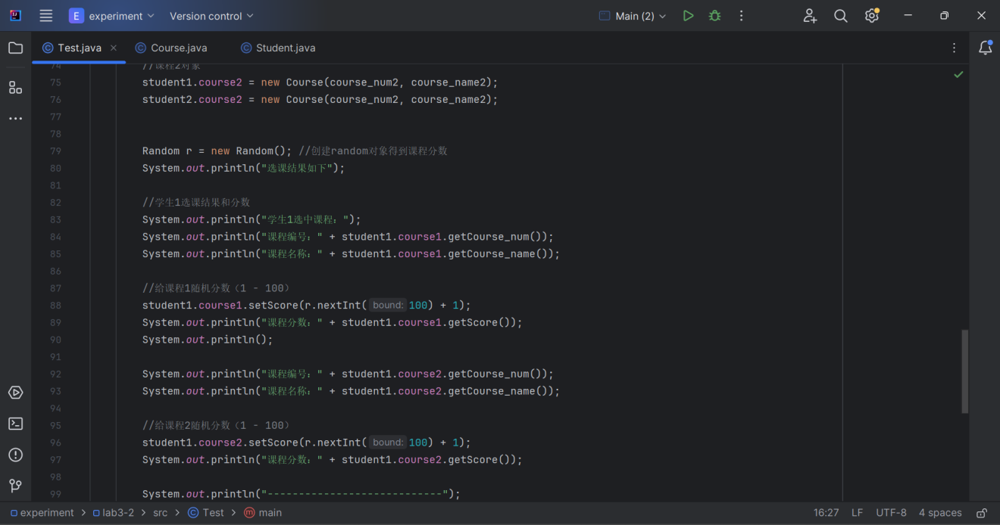 E experiment Version control Main (2)
Test.java Course.java Student.java
74 //课程2对象
75 student1.course2 = new Course(course_num2, course_name2);
76 student2.course2 = new Course(course_num2, course_name2);
77
78
79 Random r = new Random(); //创建random对象得到课程分数
80 System.out.println("选课结果如下");
81
82 //学生1选课结果和分数
83 System.out.println("学生1选中课程：");
84 System.out.println("课程编号：" + student1.course1.getCourse_num());
85 System.out.println("课程名称：" + student1.course1.getCourse_name());
86
87 //给课程1随机分数（1 - 100）
88 student1.course1.setScore(r.nextInt( bound: 100) + 1);
89 System.out.println("课程分数：" + student1.course1.getScore());
90 System.out.println();
91
92 System.out.println("课程编号：" + student1.course2.getCourse_num());
93 System.out.println("课程名称：" + student1.course2.getCourse_name());
94
95 //给课程2随机分数（1 - 100）
96 student1.course2.setScore(r.nextInt( bound: 100) + 1);
97 System.out.println("课程分数：" + student1.course2.getScore());
98
99 System.out.println("----------------------------");
experiment > lab3-2 > src > Test > main 16:27 LF UTF-8 4 spaces